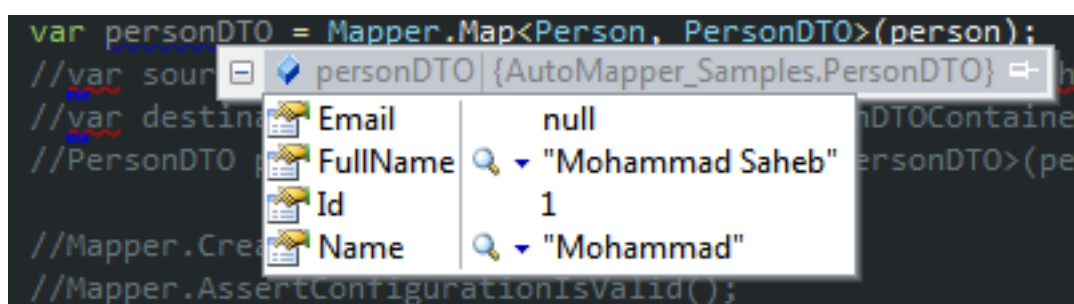 var personDTO = Mapper.Map<Person, PersonDTO>(person);
//var sour personDTO {AutoMapper_Samples.PersonDTO} h
//var destina Email null nDTOContaine
//PersonDTO p FullName "Mohammad Saheb" ersonDTO>(pe
Id 1
//Mapper.Crea Name "Mohammad"
//Mapper.AssertConfigurationIsValid();